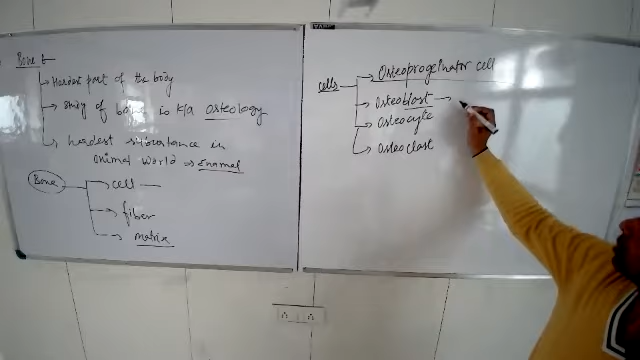 Bone
Hardest part of the body
Study of bone is K/a Osteology
hardest substance in
animal world ⇒ Enamel
Bone
cell
fiber
matrix
cells
Osteoprogenitor cell
Osteoblast
Osteocyte
Osteoclast